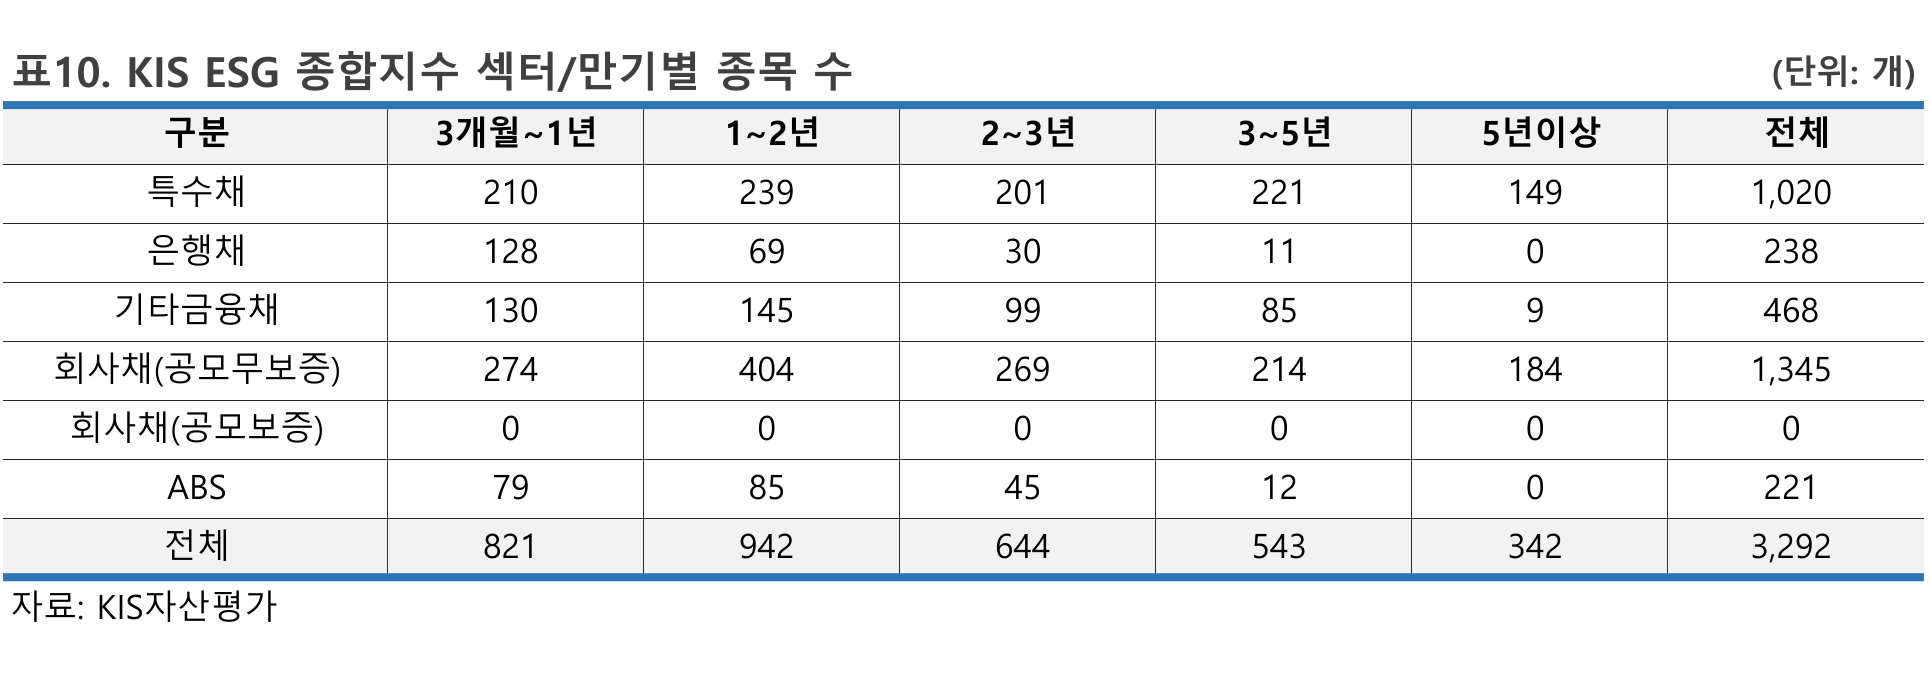 표10. KIS ESG 종합지수 섹터/만기별 종목 수 (단위: 개)
구분 3개월~1년 1~2년 2~3년 3~5년 5년이상 전체
특수채 210 239 201 221 149 1,020
은행채 128 69 30 11 0 238
기타금융채 130 145 99 85 9 468
회사채(공모무보증) 274 404 269 214 184 1,345
회사채(공모보증) 0 0 0 0 0 0
ABS 79 85 45 12 0 221
전체 821 942 644 543 342 3,292
자료: KIS자산평가